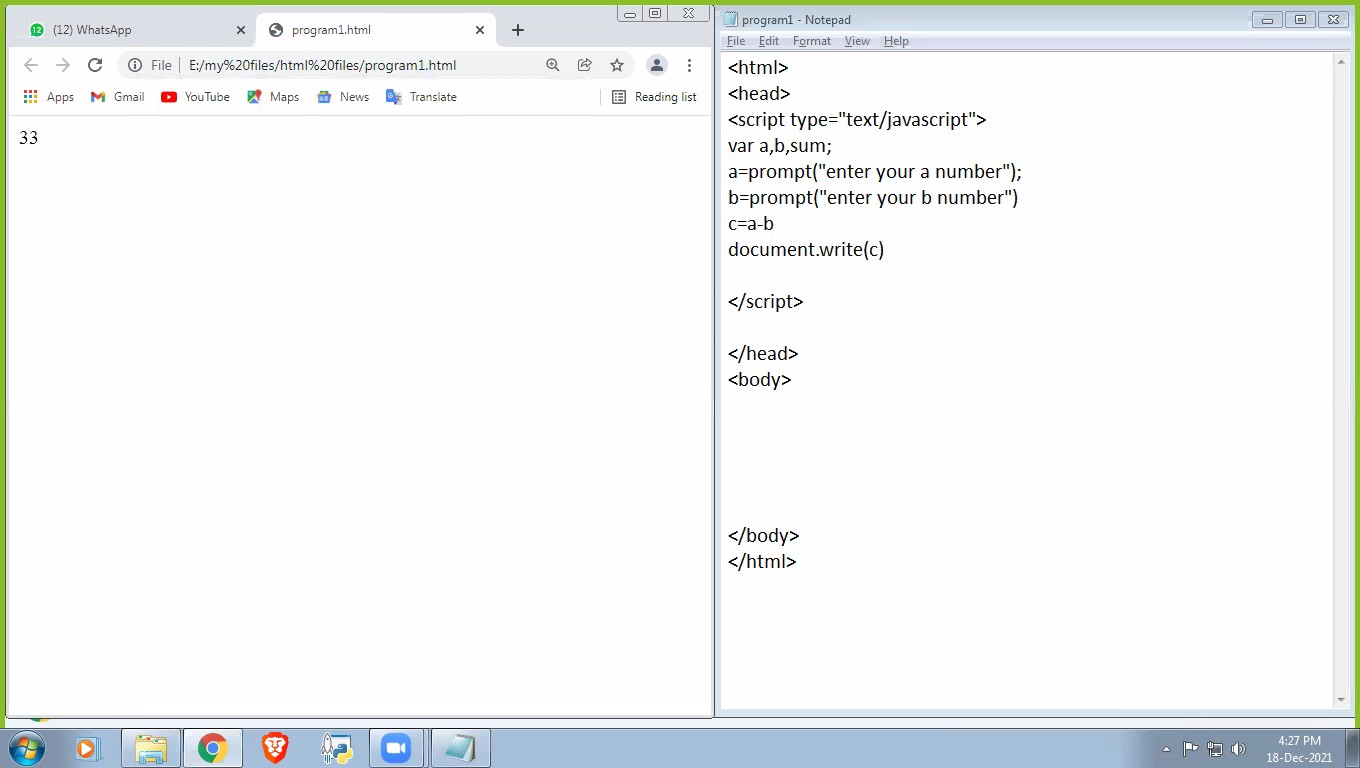 12 (12) WhatsApp
program1.html
File E:/my%20files/html%20files/program1.html
Apps Gmail YouTube Maps News Translate Reading list
33
program1 - Notepad
File Edit Format View Help
<html>
<head>
<script type="text/javascript">
var a,b,sum;
a=prompt("enter your a number");
b=prompt("enter your b number")
c=a-b
document.write(c)
</script>
</head>
<body>
</body>
</html>
4:27 PM
18-Dec-2021